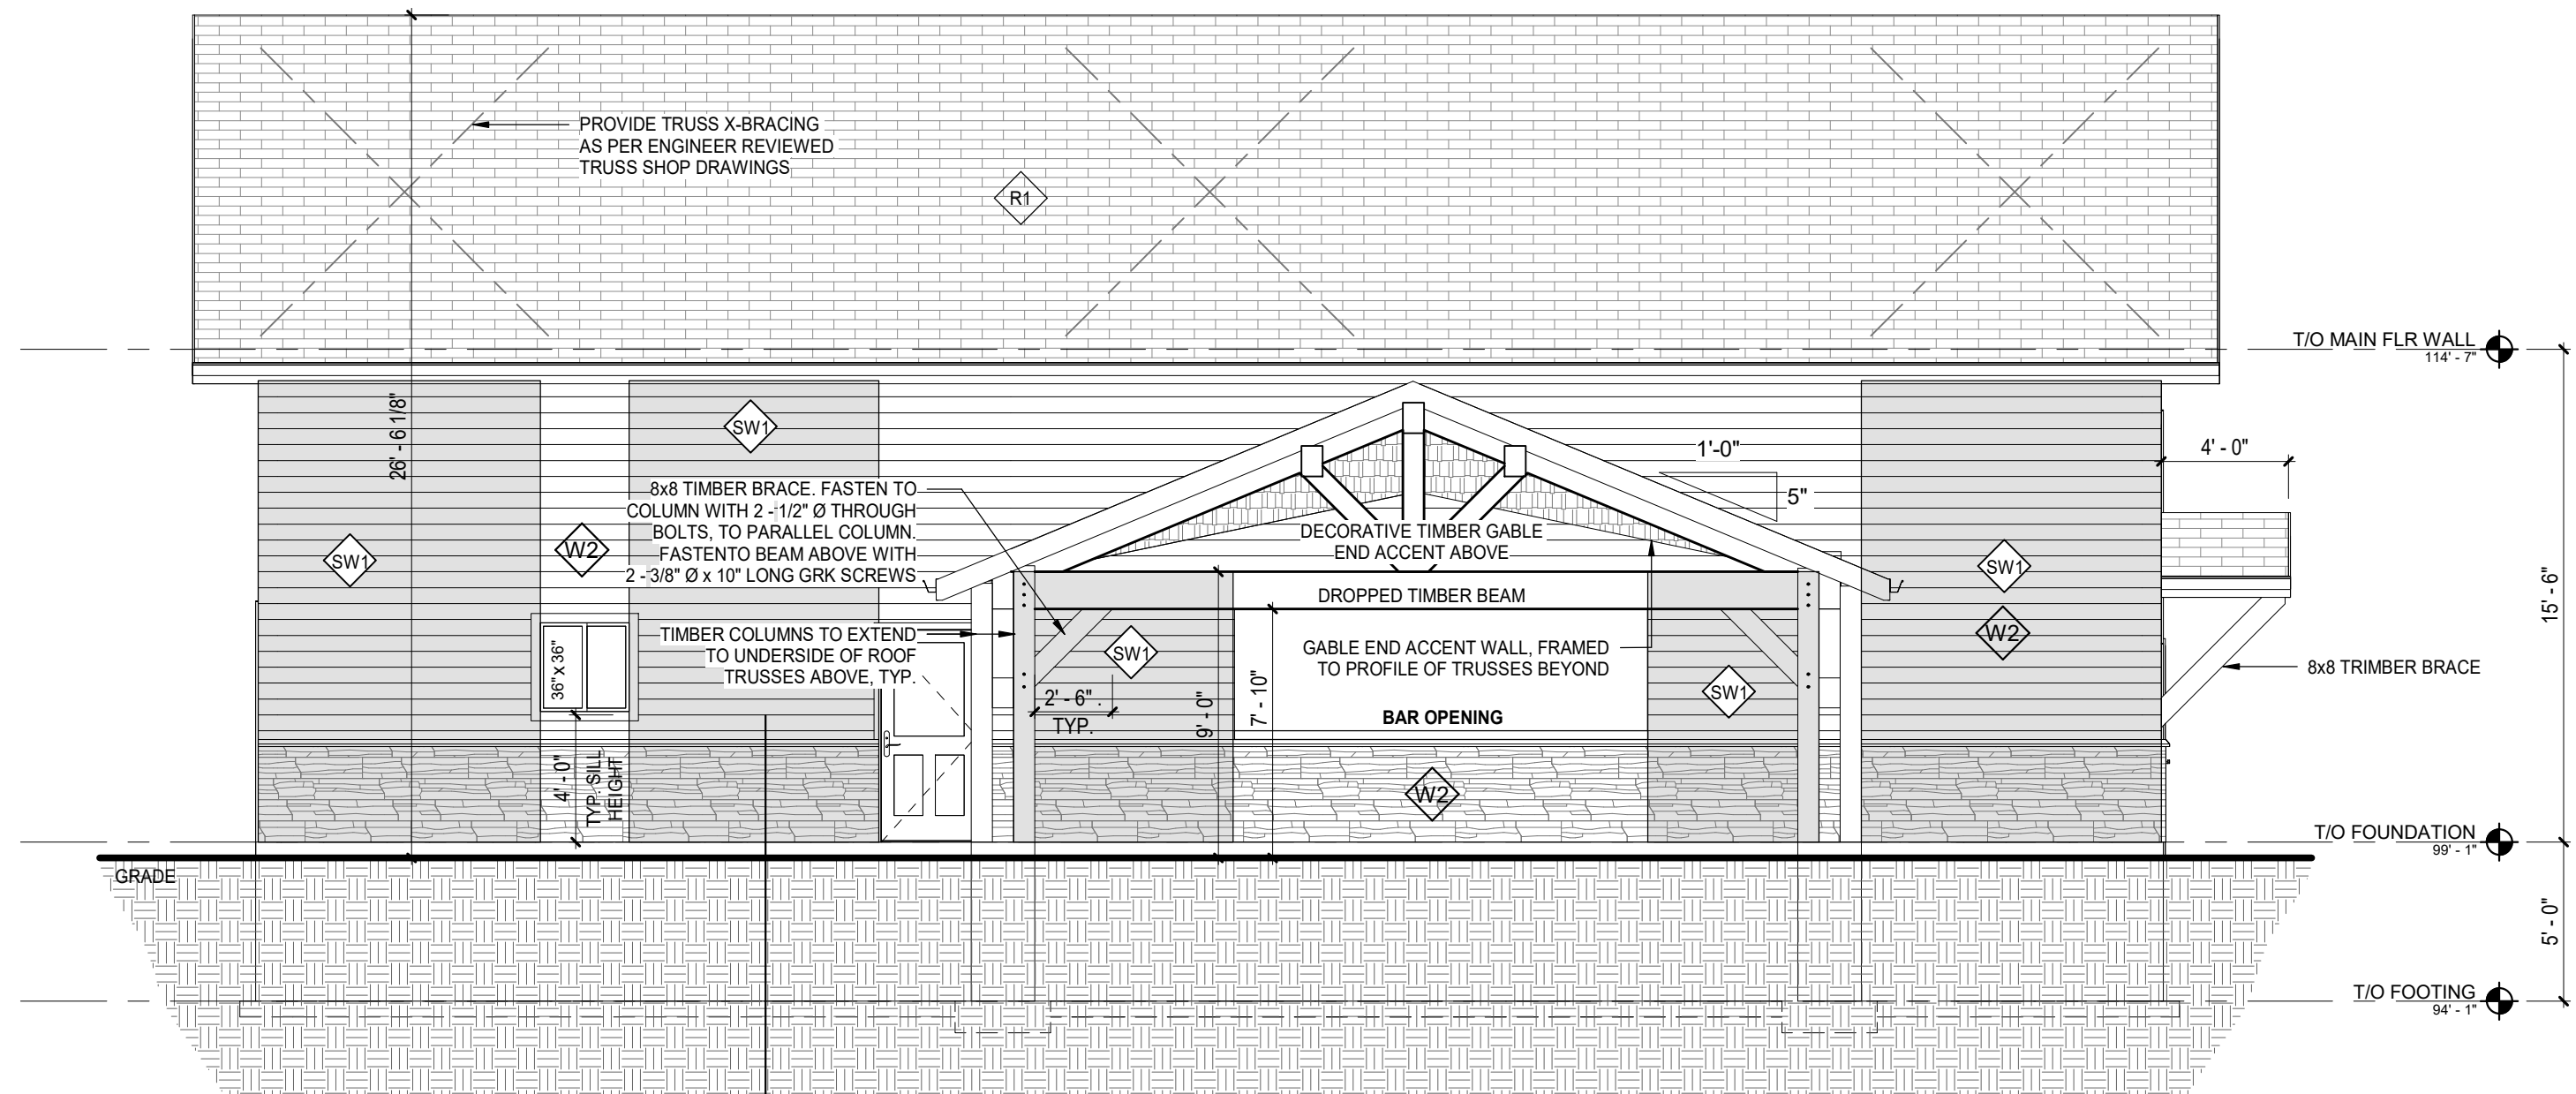 PROVIDE TRUSS X-BRACING
AS PER ENGINEER REVIEWED
TRUSS SHOP DRAWINGS
R1
T/O MAIN FLR WALL
114' - 7"
26' - 6 1/8"
SW1
1'-0"
5"
4' - 0"
8x8 TIMBER BRACE. FASTEN TO
COLUMN WITH 2 - 1/2" Ø THROUGH
BOLTS, TO PARALLEL COLUMN.
FASTENTO BEAM ABOVE WITH
2 - 3/8" Ø x 10" LONG GRK SCREWS
DECORATIVE TIMBER GABLE
END ACCENT ABOVE
SW1
W2
SW1
W2
DROPPED TIMBER BEAM
15' - 6"
36" x 36"
TIMBER COLUMNS TO EXTEND
TO UNDERSIDE OF ROOF
TRUSSES ABOVE, TYP.
SW1
GABLE END ACCENT WALL, FRAMED
TO PROFILE OF TRUSSES BEYOND
SW1
8x8 TRIMBER BRACE
2' - 6" .
TYP.
9' - 0"
7' - 10"
BAR OPENING
4' - 0"
TYP. SILL
HEIGHT
W2
T/O FOUNDATION
99' - 1"
GRADE
5' - 0"
T/O FOOTING
94' - 1"